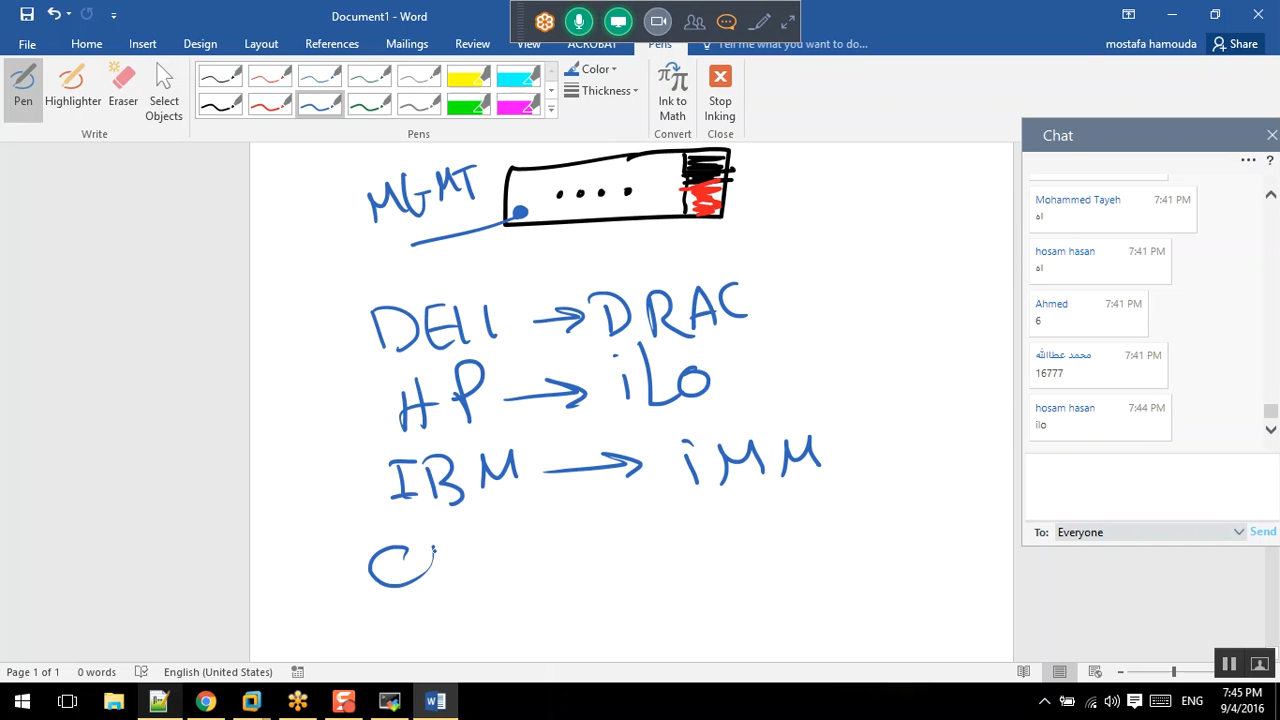 Document1 - Word
mostafa hamouda
Share
File
Home
Insert
Design
Layout
References
Mailings
Review
View
ACROBAT
Pens
Tell me what you want to do...
Pen
Highlighter
Eraser
Select Objects
Color
Thickness
Ink to Math
Stop Inking
Write
Pens
Convert
Close
MGMT
DEll → DRAC
HP → iLO
IBM → iMM
C
Chat
Mohammed Tayeh 7:41 PM
اه
hosam hasan 7:41 PM
اه
Ahmed 7:41 PM
6
محمد عطاالله 7:41 PM
16777
hosam hasan 7:44 PM
ilo
To: Everyone Send
Page 1 of 1 0 words English (United States)
ENG
7:45 PM
9/4/2016